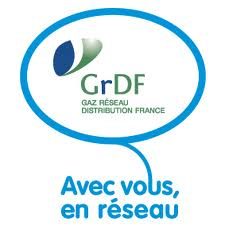 GrDF
GAZ RÉSEAU
DISTRIBUTION FRANCE
Avec vous,
en réseau